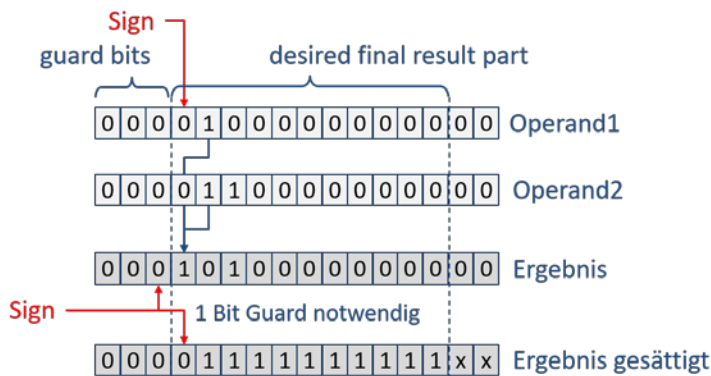 Sign
guard bits desired final result part
0 0 0 0 1 0 0 0 0 0 0 0 0 0 0 0 Operand1
0 0 0 0 1 1 0 0 0 0 0 0 0 0 0 0 Operand2
0 0 0 1 0 1 0 0 0 0 0 0 0 0 0 0 Ergebnis
Sign 1 Bit Guard notwendig
0 0 0 0 1 1 1 1 1 1 1 1 1 1 x x Ergebnis gesättigt